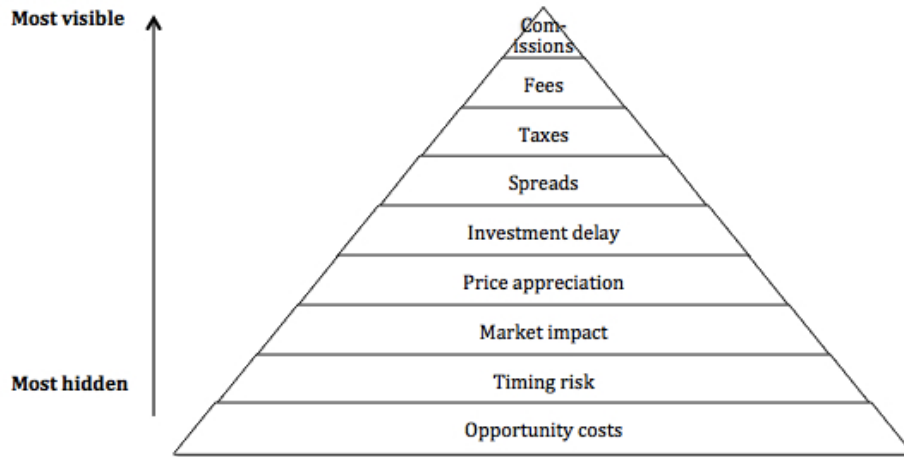 Most visible
Com-
issions
Fees
Taxes
Spreads
Investment delay
Price appreciation
Market impact
Timing risk
Most hidden
Opportunity costs